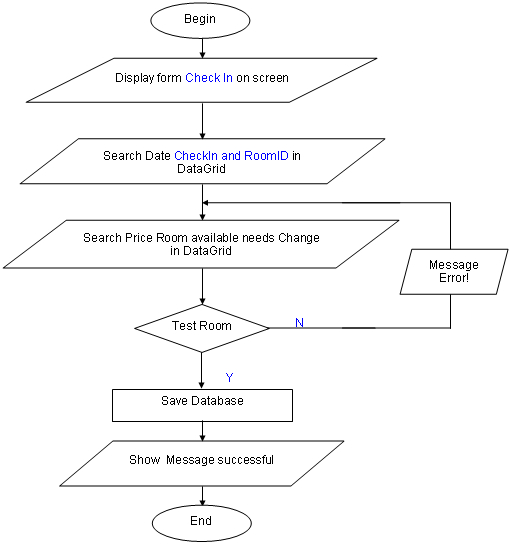 Begin
Display form Check In on screen
Search Date CheckIn and RoomID in
DataGrid
Search Price Room available needs Change
in DataGrid
Message
Error!
Test Room
N
Y
Save Database
Show Message successful
End